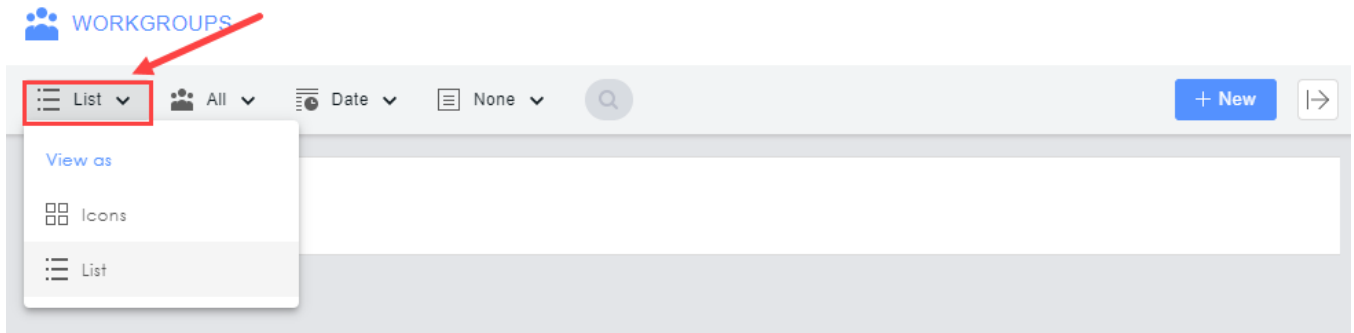 WORKGROUPS
List All Date None + New
View as
Icons
List